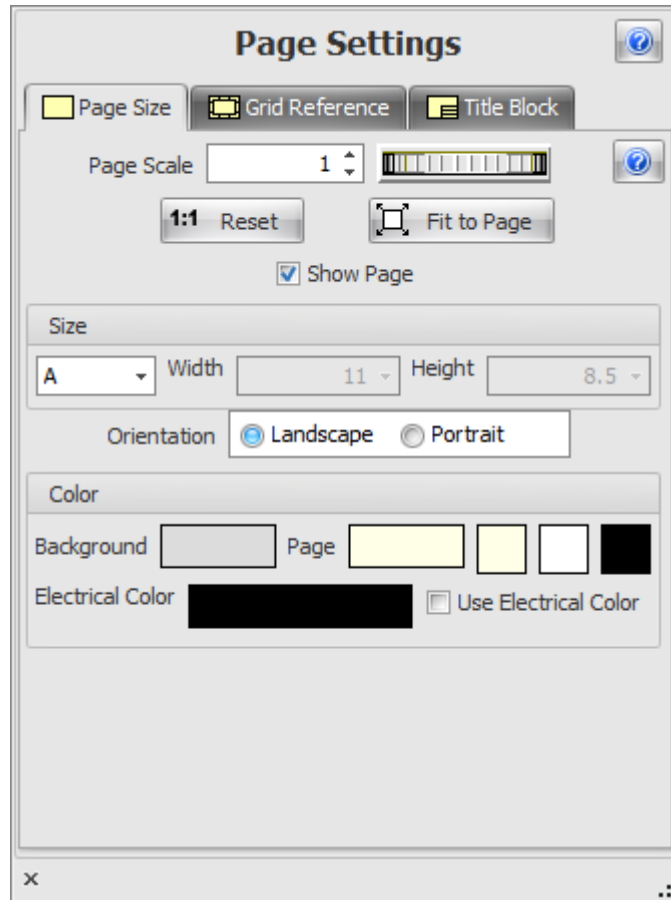 Page Settings
Page Size Grid Reference Title Block
Page Scale 1
1:1 Reset Fit to Page
Show Page
Size
A Width 11 Height 8.5
Orientation Landscape Portrait
Color
Background Page
Electrical Color Use Electrical Color